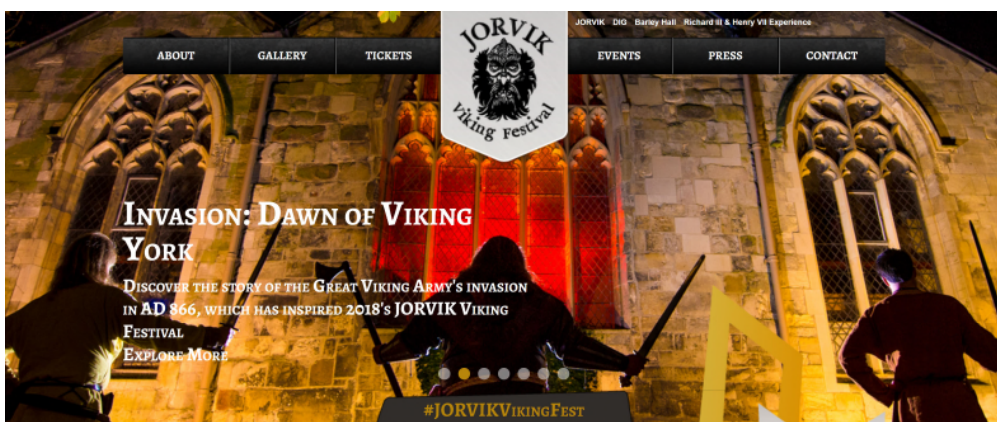 JORVIK DIG Barley Hall Richard III & Henry VII Experience
ABOUT GALLERY TICKETS
JORVIK
Viking Festival
EVENTS PRESS CONTACT
Invasion: Dawn of Viking
York
Discover the story of the Great Viking Army's invasion
in AD 866, which has inspired 2018's JORVIK Viking
Festival
Explore More
#JORVIKVikingFest